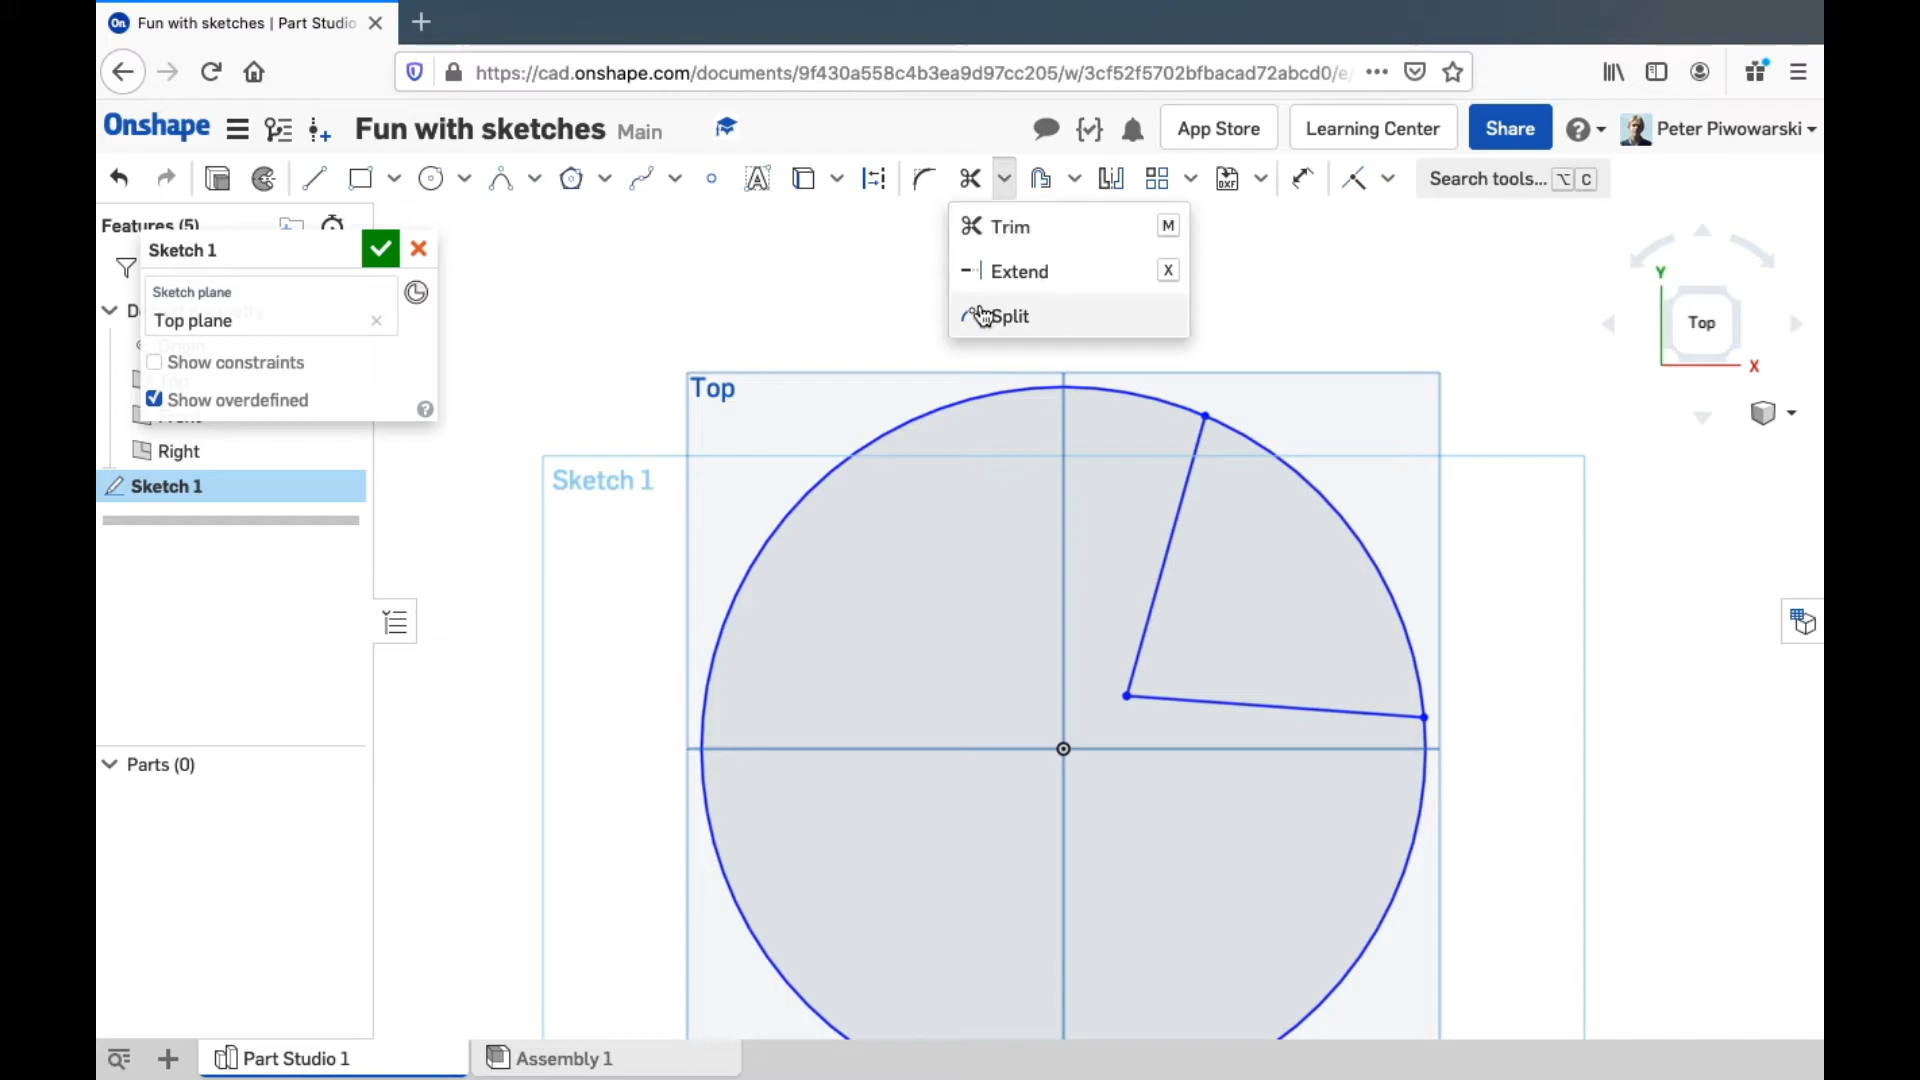 Fun with sketches | Part Studio
https://cad.onshape.com/documents/9f430a558c4b3ea9d97cc205/w/3cf52f5702bfbacad72abcd0/e/
Onshape
Fun with sketches Main
App Store
Learning Center
Share
Peter Piwowarski
DXF
Search tools... ⌥ C
Features (5)
Sketch 1
Sketch plane
Top plane
Show constraints
Show overdefined
Right
Sketch 1
Trim M
Extend X
Split
Top
Sketch 1
Y
Top
X
Parts (0)
Part Studio 1
Assembly 1